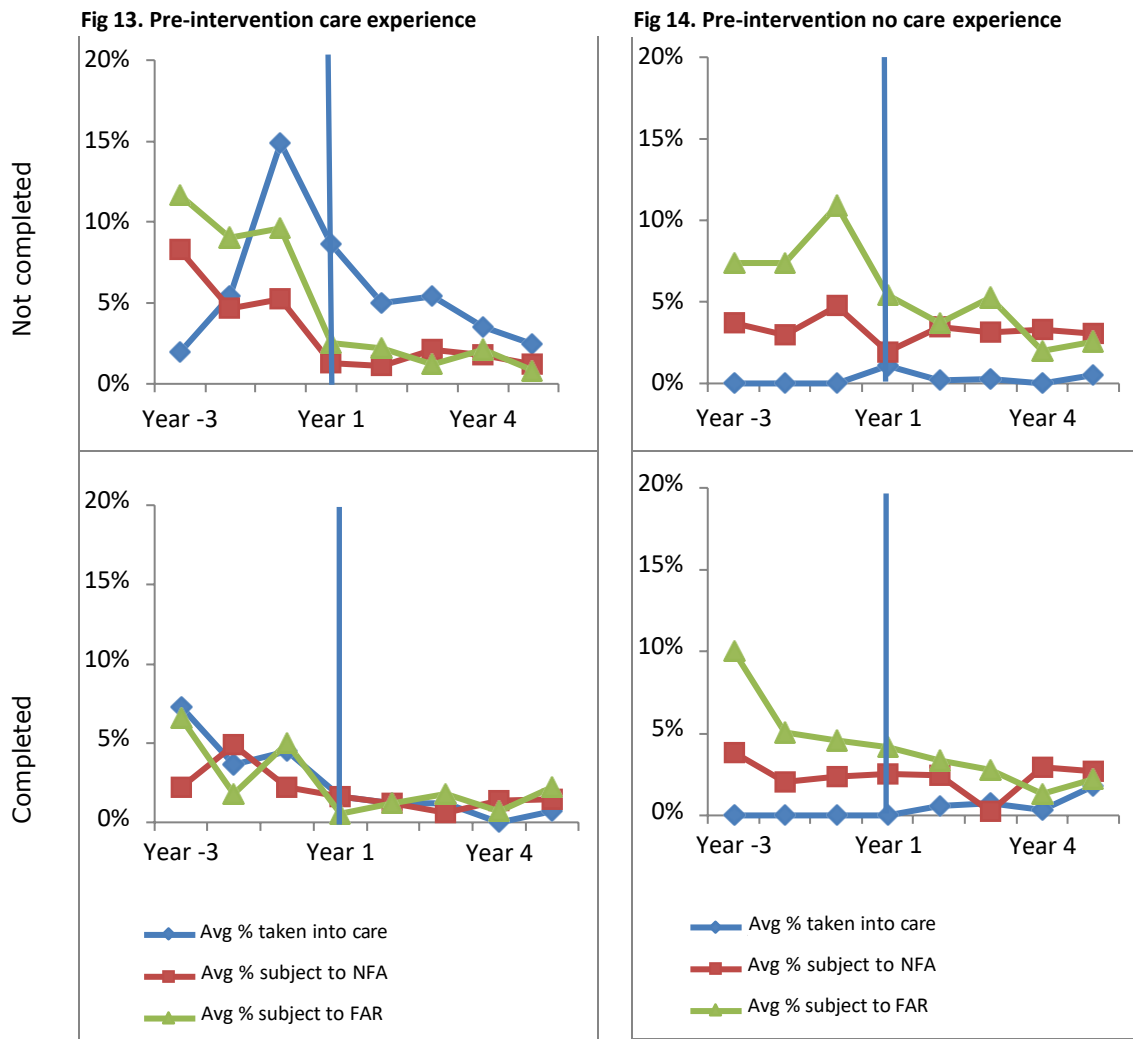 Fig 13. Pre-intervention care experience
Fig 14. Pre-intervention no care experience
Not completed
20%
15%
10%
5%
0%
Year -3 Year 1 Year 4
20%
15%
10%
5%
0%
Year -3 Year 1 Year 4
Completed
20%
15%
10%
5%
0%
Year -3 Year 1 Year 4
Avg % taken into care
Avg % subject to NFA
Avg % subject to FAR
20%
15%
10%
5%
0%
Year -3 Year 1 Year 4
Avg % taken into care
Avg % subject to NFA
Avg % subject to FAR